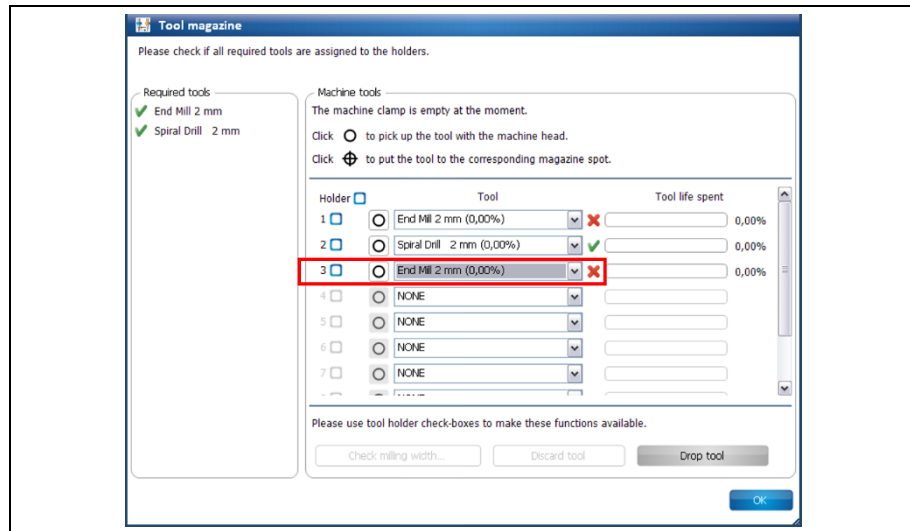 Tool magazine
Please check if all required tools are assigned to the holders.
Required tools
End Mill 2 mm
Spiral Drill 2 mm
Machine tools
The machine clamp is empty at the moment.
Click to pick up the tool with the machine head.
Click to put the tool to the corresponding magazine spot.
Holder Tool Tool life spent
1 End Mill 2 mm (0,00%) 0,00%
2 Spiral Drill 2 mm (0,00%) 0,00%
3 End Mill 2 mm (0,00%) 0,00%
4 NONE
5 NONE
6 NONE
7 NONE
Please use tool holder check-boxes to make these functions available.
Check milling width... Discard tool Drop tool
OK